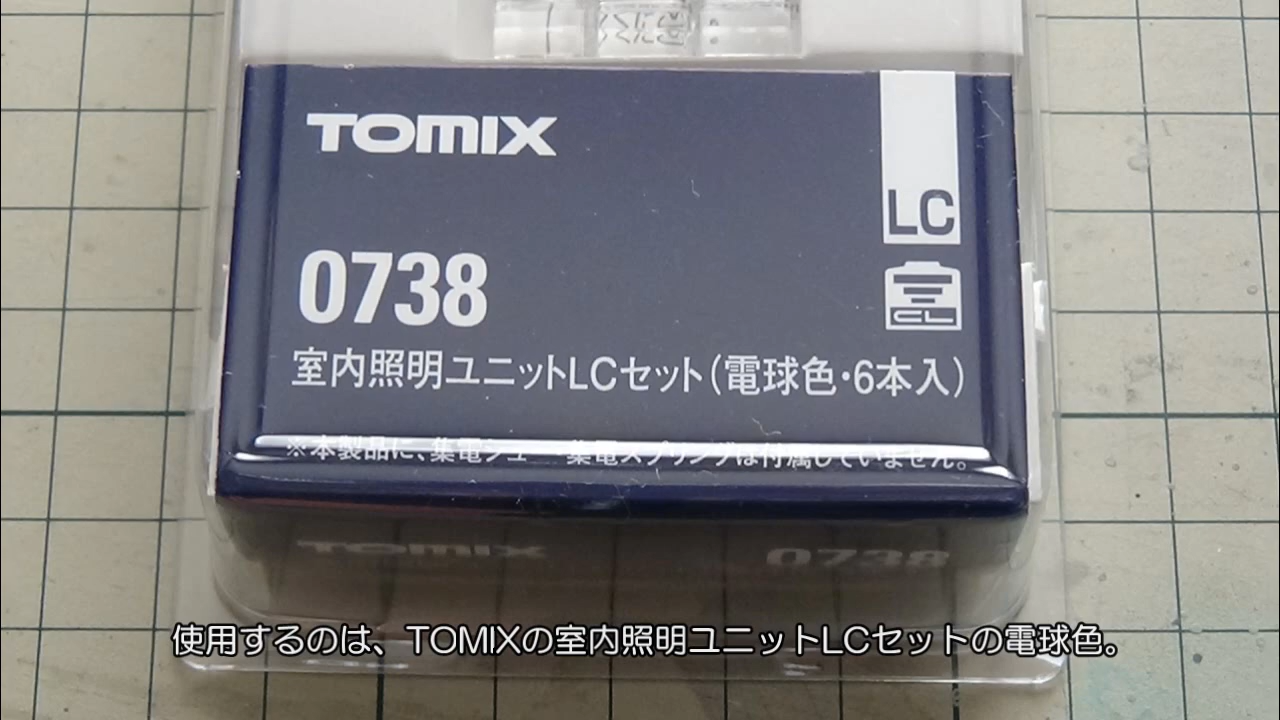 TOMIX
LC
0738
CL
室内照明ユニットLCセット(電球色・6本入)
※本製品に、集電シュー 集電スプリングは付属していません。
TOMIX 0738
使用するのは、TOMIXの室内照明ユニットLCセットの電球色。